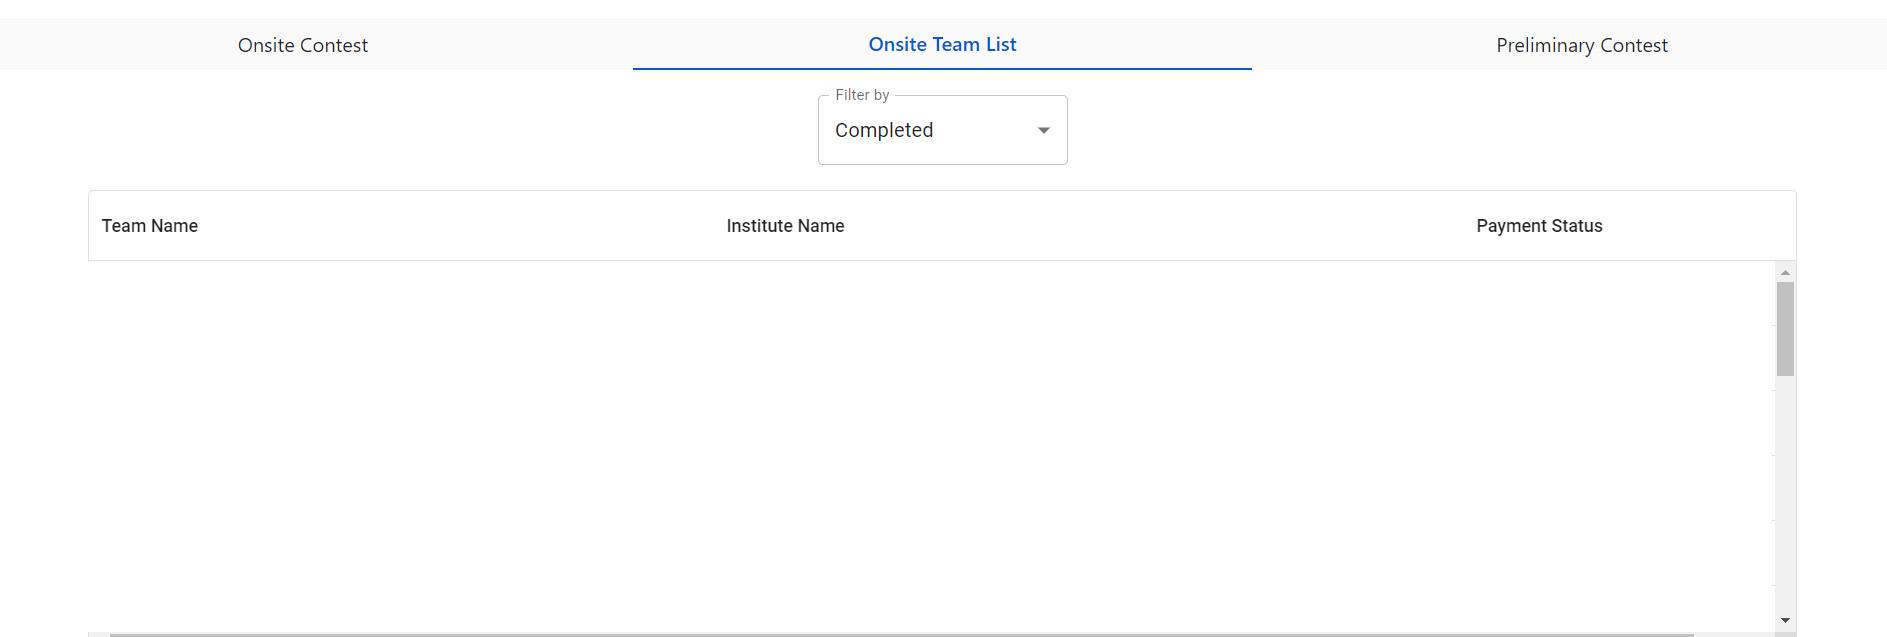 Onsite Contest
Onsite Team List
Preliminary Contest
Filter by
Completed
Team Name
Institute Name
Payment Status